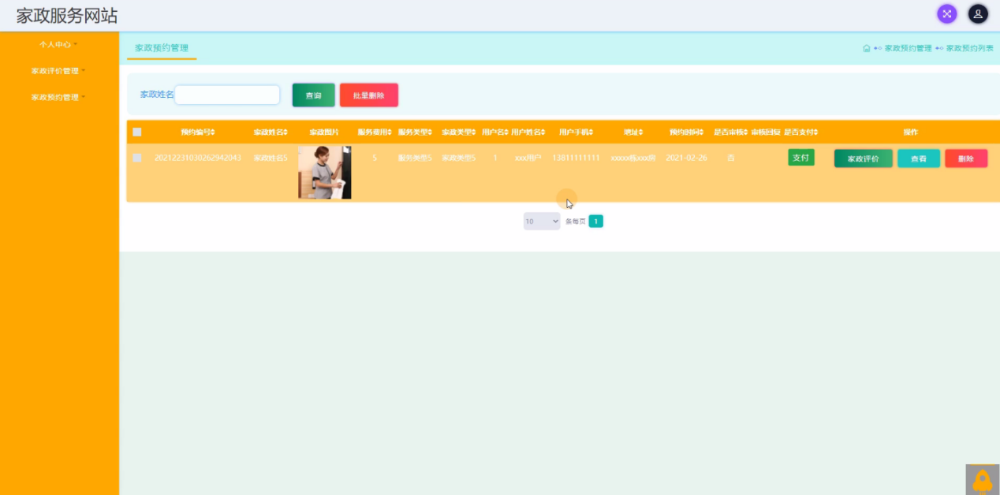 家政服务网站
个人中心
家政评价管理
家政预约管理
家政预约管理
家政预约管理 家政预约列表
家政姓名 查询 批量删除
预约编号 家政姓名 家政图片 服务费用 服务类型 家政类型 用户名 用户姓名 用户手机 地址 预约时间 是否审核 审核回复 是否支付 操作
20212231030262942043 家政姓名5 5 服务类型5 家政类型5 1 xxx用户 13811111111 xxxxx栋xxx房 2021-02-26 否 支付 家政评价 查看 删除
10 条每页 1